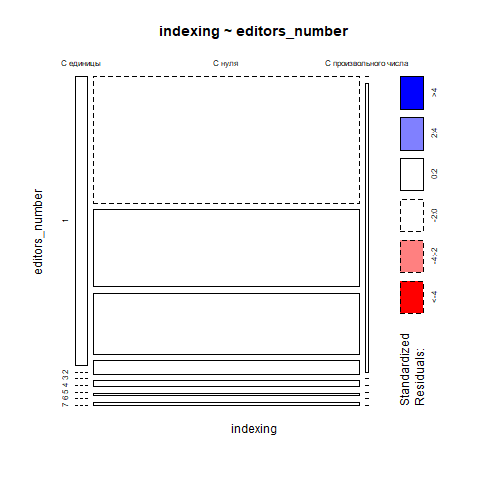 indexing ~ editors_number
С единицы
С нуля
С произвольного числа
editors_number
1
2
3
4
5
6
7
indexing
Standardized
Residuals:
<-4
-4:-2
-2:0
0:2
2:4
>4